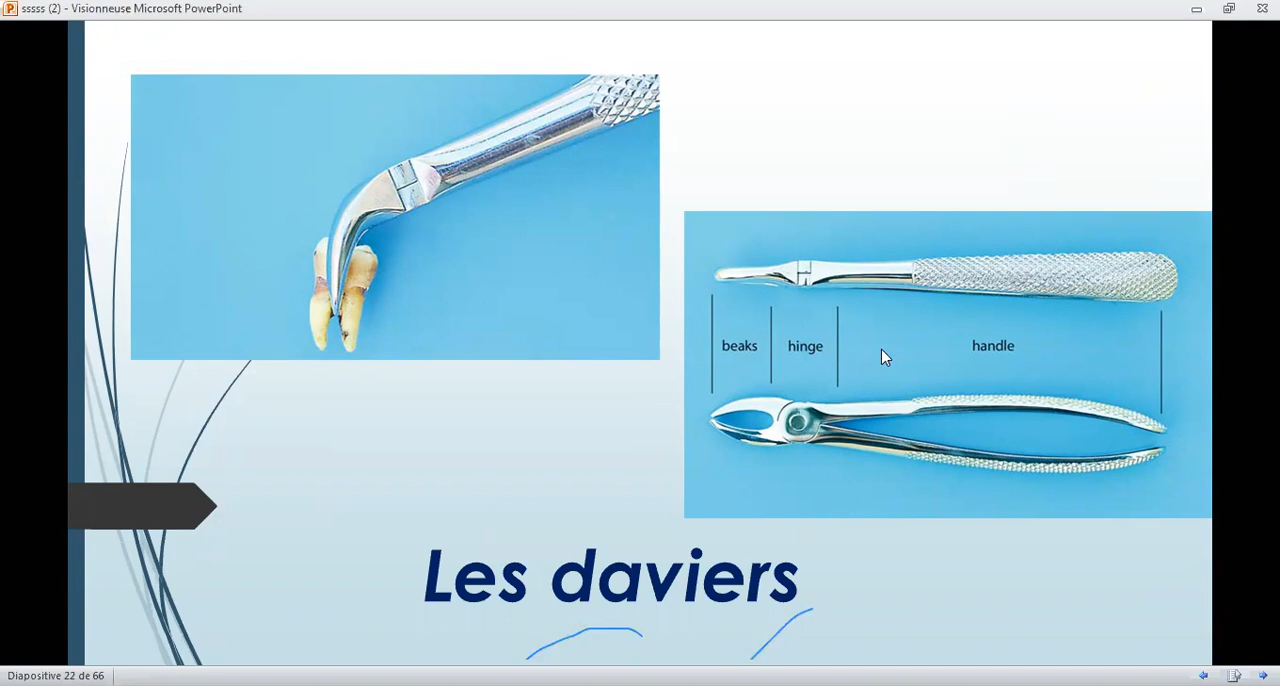 sssss (2) - Visionneuse Microsoft PowerPoint
beaks
hinge
handle
Les daviers
Diapositive 22 de 66